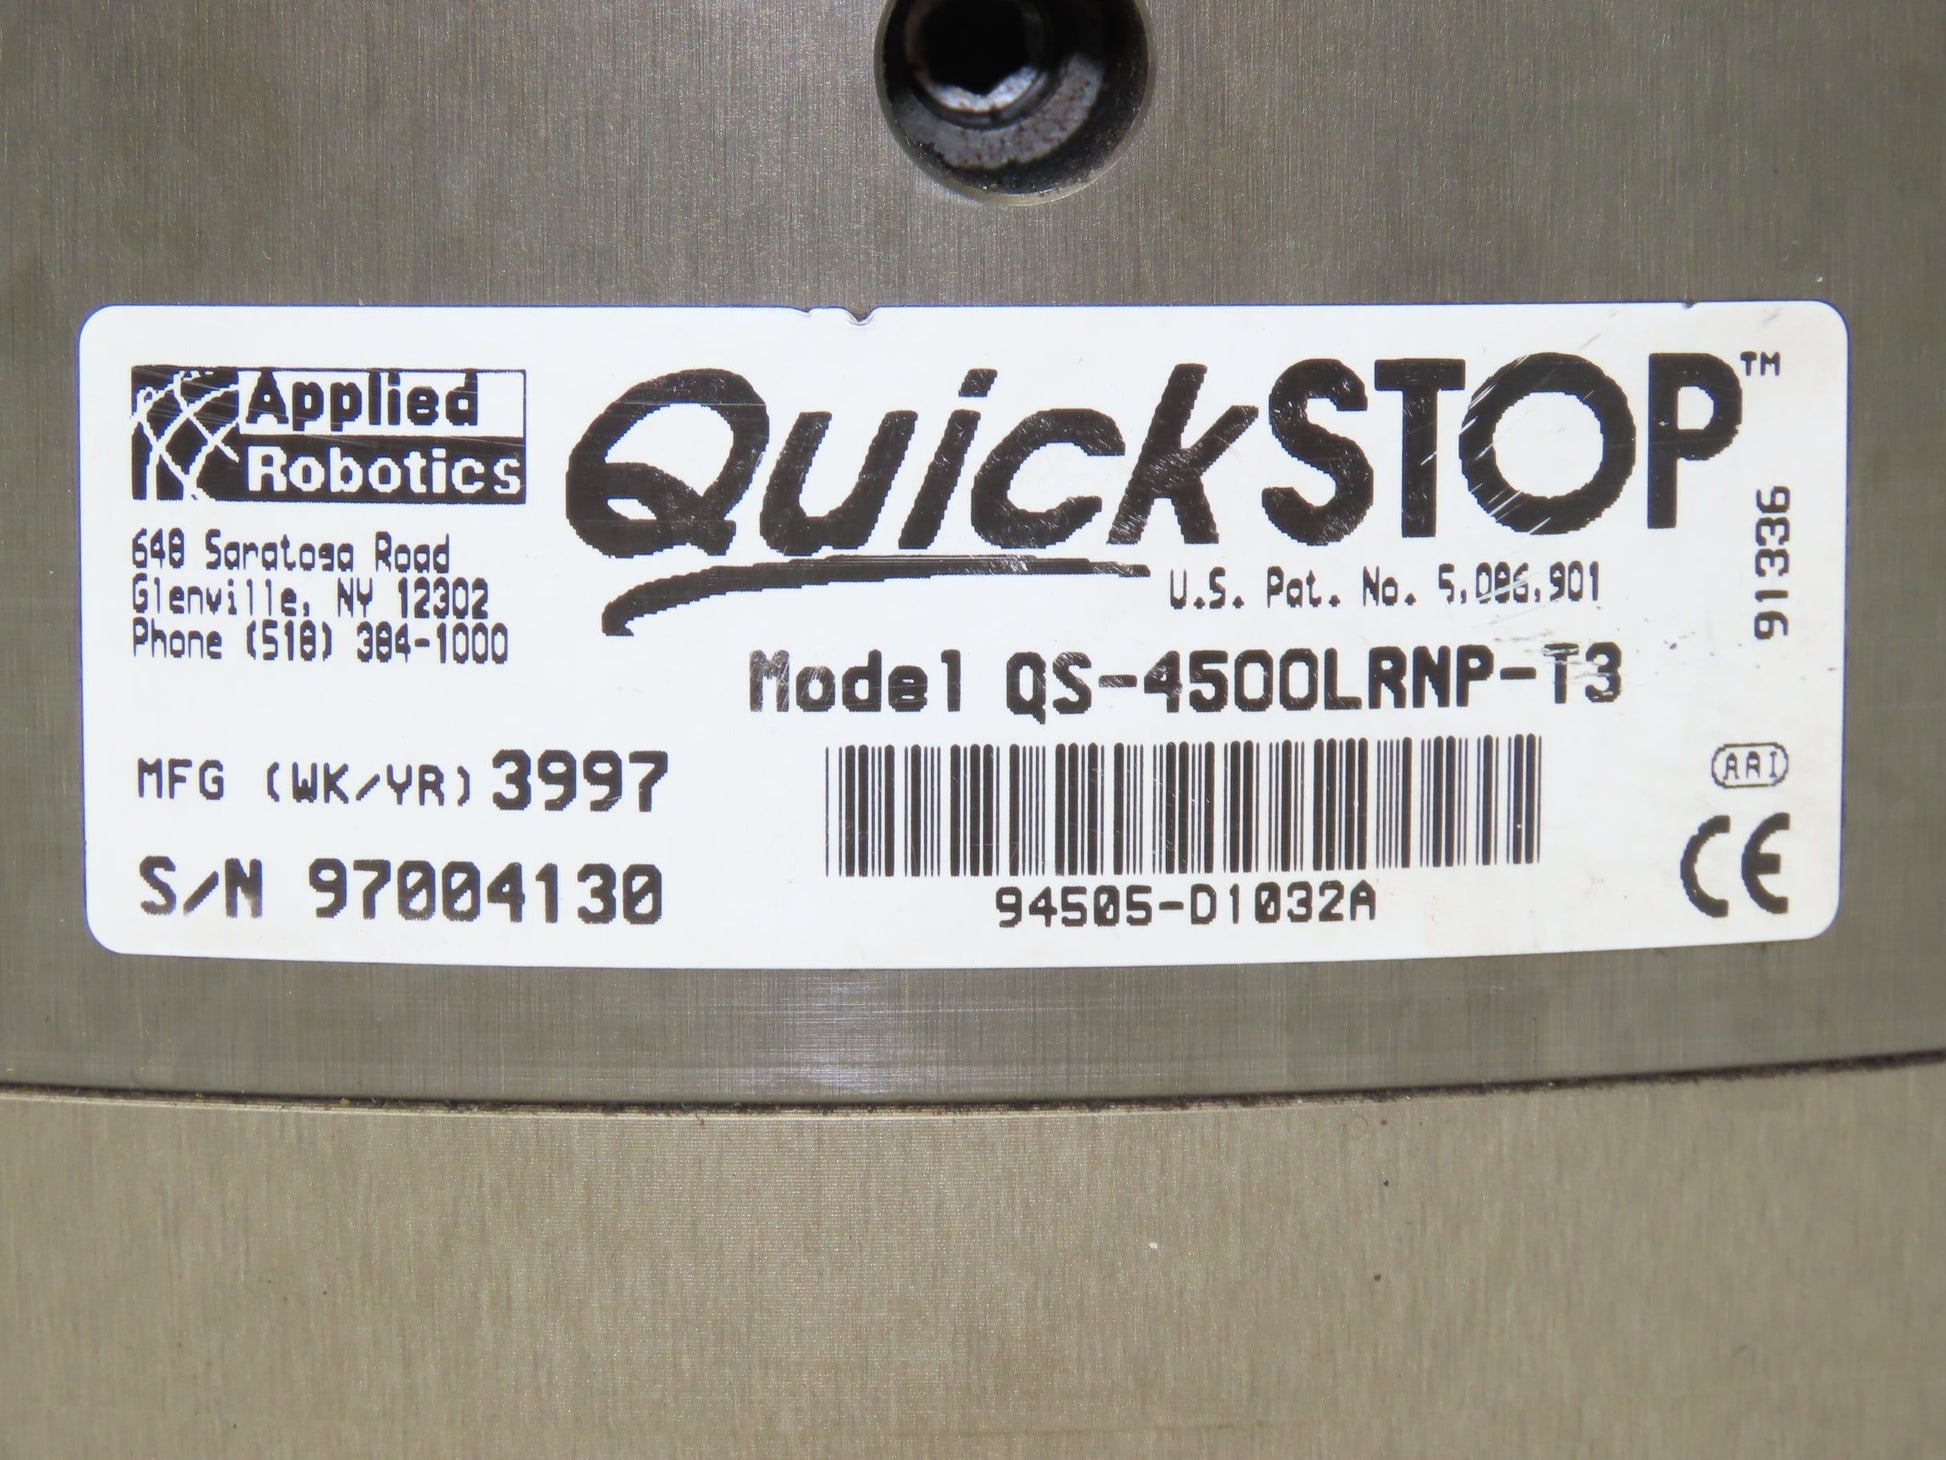 Applied
Robotics
648 Saratoga Road
Glenville, NY 12302
Phone (518) 384-1000
QuickSTOP™
U.S. Pat. No. 5,086,901
Model QS-4500LRNP-T3
91336
MFG (WK/YR) 3997
S/N 97004130
94505-D1032A
AAI
CE